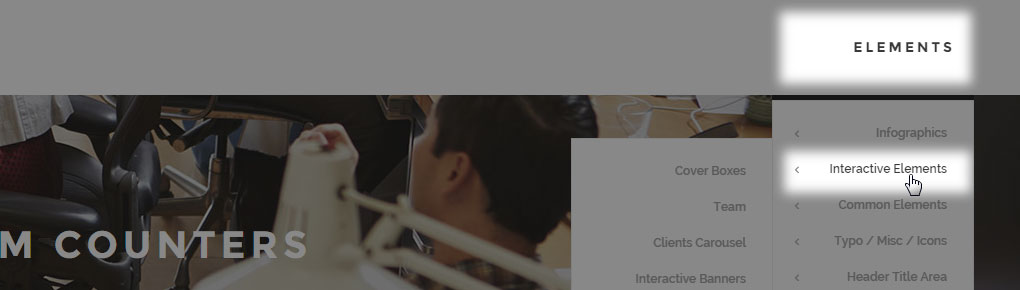 ELEMENTS
Infographics
Interactive Elements
Common Elements
Typo / Misc / Icons
Header Title Area
Cover Boxes
Team
Clients Carousel
Interactive Banners
M COUNTERS